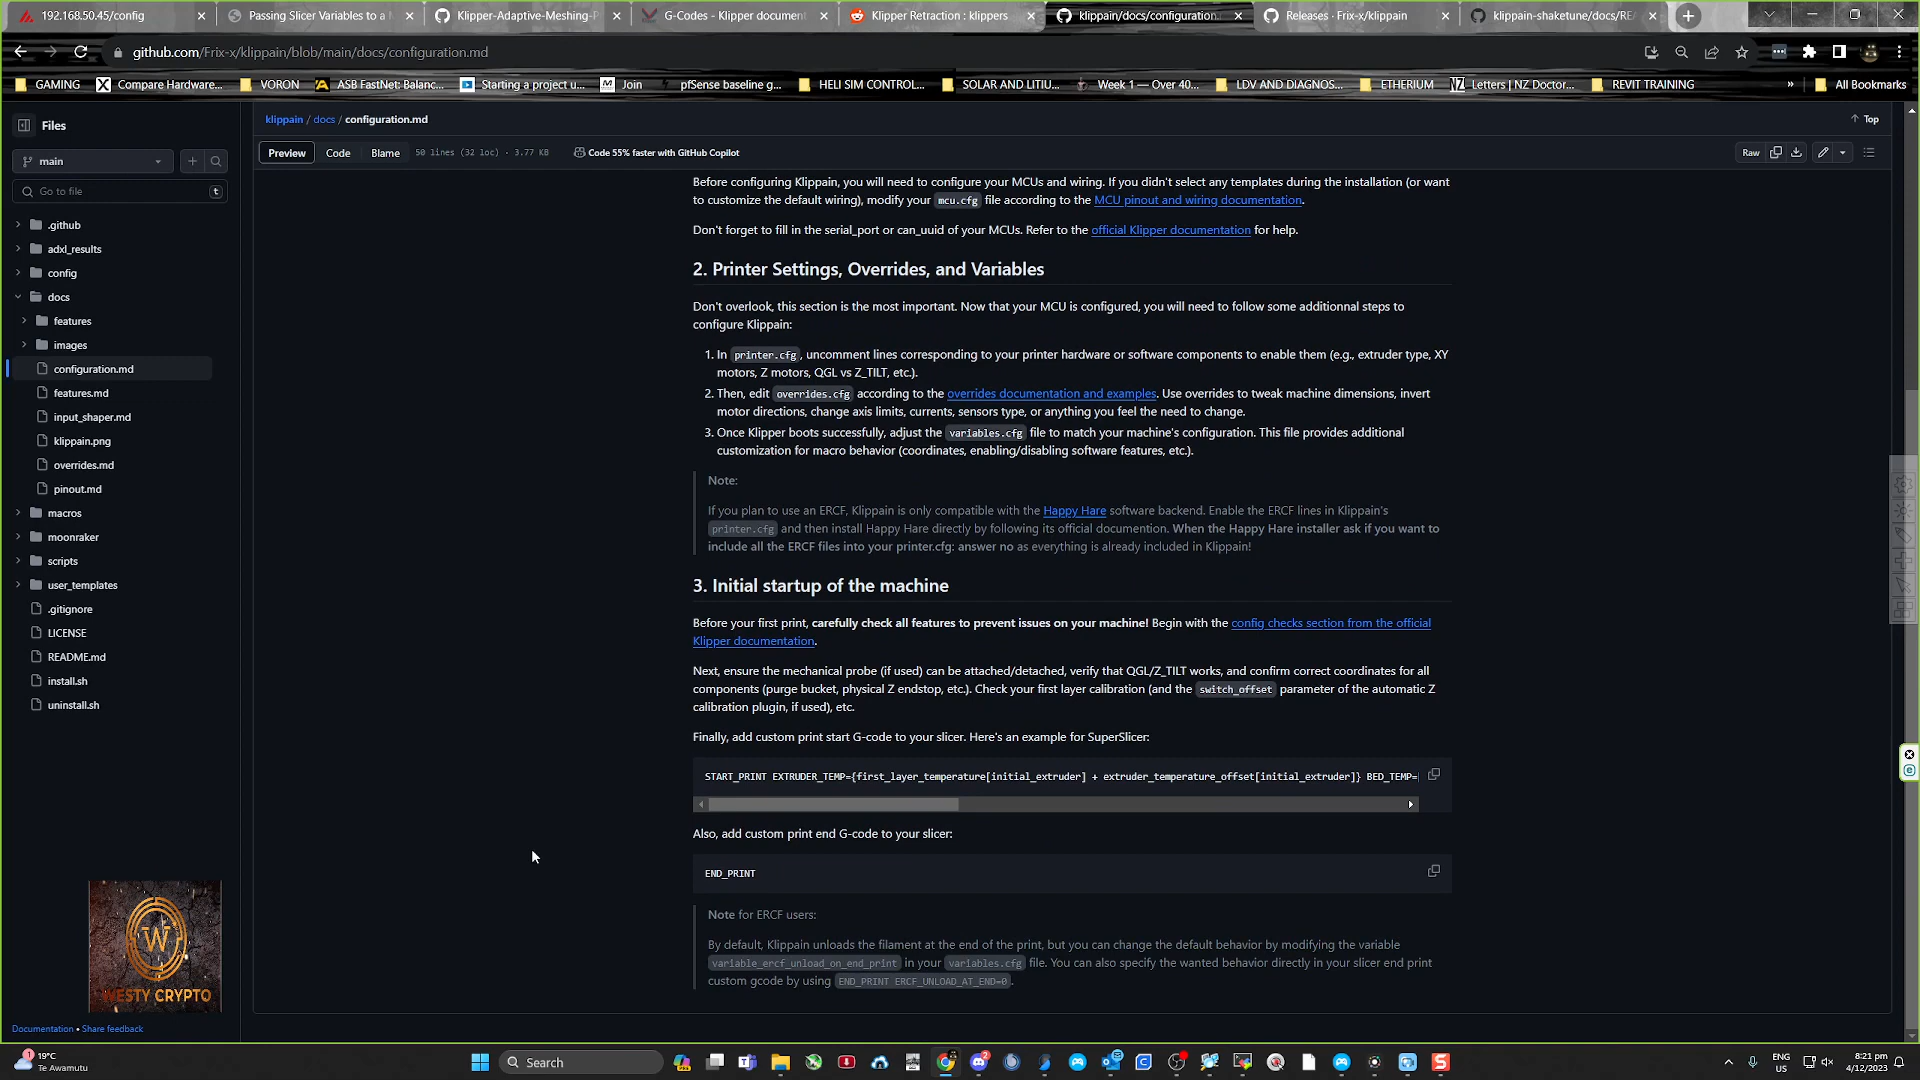 192.168.50.45/config
Passing Slicer Variables to a M
Klipper-Adaptive-Meshing-P
G-Codes - Klipper document
Klipper Retraction : klippers
klippain/docs/configuration.
Releases · Frix-x/klippain
klippain-shaketune/docs/RE
github.com/Frix-x/klippain/blob/main/docs/configuration.md
GAMING
Compare Hardware...
VORON
ASB FastNet: Balanc...
Starting a project u...
Join
pfSense baseline g...
HELI SIM CONTROL...
SOLAR AND LITIU...
Week 1 — Over 40...
LDV AND DIAGNOS...
ETHERIUM
Letters | NZ Doctor...
REVIT TRAINING
»
All Bookmarks
Files
main
Go to file
t
.github
adxl_results
config
docs
features
images
configuration.md
features.md
input_shaper.md
klippain.png
overrides.md
pinout.md
macros
moonraker
scripts
user_templates
.gitignore
LICENSE
README.md
install.sh
uninstall.sh
WESTY CRYPTO
Documentation • Share feedback
klippain / docs / configuration.md
Top
Preview
Code
Blame
50 lines (32 loc) · 3.77 KB
Code 55% faster with GitHub Copilot
Raw
Before configuring Klippain, you will need to configure your MCUs and wiring. If you didn't select any templates during the installation (or want
to customize the default wiring), modify your mcu.cfg file according to the MCU pinout and wiring documentation.
Don't forget to fill in the serial_port or can_uuid of your MCUs. Refer to the official Klipper documentation for help.
2. Printer Settings, Overrides, and Variables
Don't overlook, this section is the most important. Now that your MCU is configured, you will need to follow some additionnal steps to
configure Klippain:
1. In printer.cfg, uncomment lines corresponding to your printer hardware or software components to enable them (e.g., extruder type, XY
motors, Z motors, QGL vs Z_TILT, etc.).
2. Then, edit overrides.cfg according to the overrides documentation and examples. Use overrides to tweak machine dimensions, invert
motor directions, change axis limits, currents, sensors type, or anything you feel the need to change.
3. Once Klipper boots successfully, adjust the variables.cfg file to match your machine's configuration. This file provides additional
customization for macro behavior (coordinates, enabling/disabling software features, etc.).
Note:
If you plan to use an ERCF, Klippain is only compatible with the Happy Hare software backend. Enable the ERCF lines in Klippain's
printer.cfg and then install Happy Hare directly by following its official documention. When the Happy Hare installer ask if you want to
include all the ERCF files into your printer.cfg: answer no as everything is already included in Klippain!
3. Initial startup of the machine
Before your first print, carefully check all features to prevent issues on your machine! Begin with the config checks section from the official
Klipper documentation.
Next, ensure the mechanical probe (if used) can be attached/detached, verify that QGL/Z_TILT works, and confirm correct coordinates for all
components (purge bucket, physical Z endstop, etc.). Check your first layer calibration (and the switch_offset parameter of the automatic Z
calibration plugin, if used), etc.
Finally, add custom print start G-code to your slicer. Here's an example for SuperSlicer:
START_PRINT EXTRUDER_TEMP={first_layer_temperature[initial_extruder] + extruder_temperature_offset[initial_extruder]} BED_TEMP=
Also, add custom print end G-code to your slicer:
END_PRINT
Note for ERCF users:
By default, Klippain unloads the filament at the end of the print, but you can change the default behavior by modifying the variable
variable_ercf_unload_on_end_print in your variables.cfg file. You can also specify the wanted behavior directly in your slicer end print
custom gcode by using END_PRINT ERCF_UNLOAD_AT_END=0.
1
19°C
Te Awamutu
Search
2
ENG
US
8:21 pm
4/12/2023